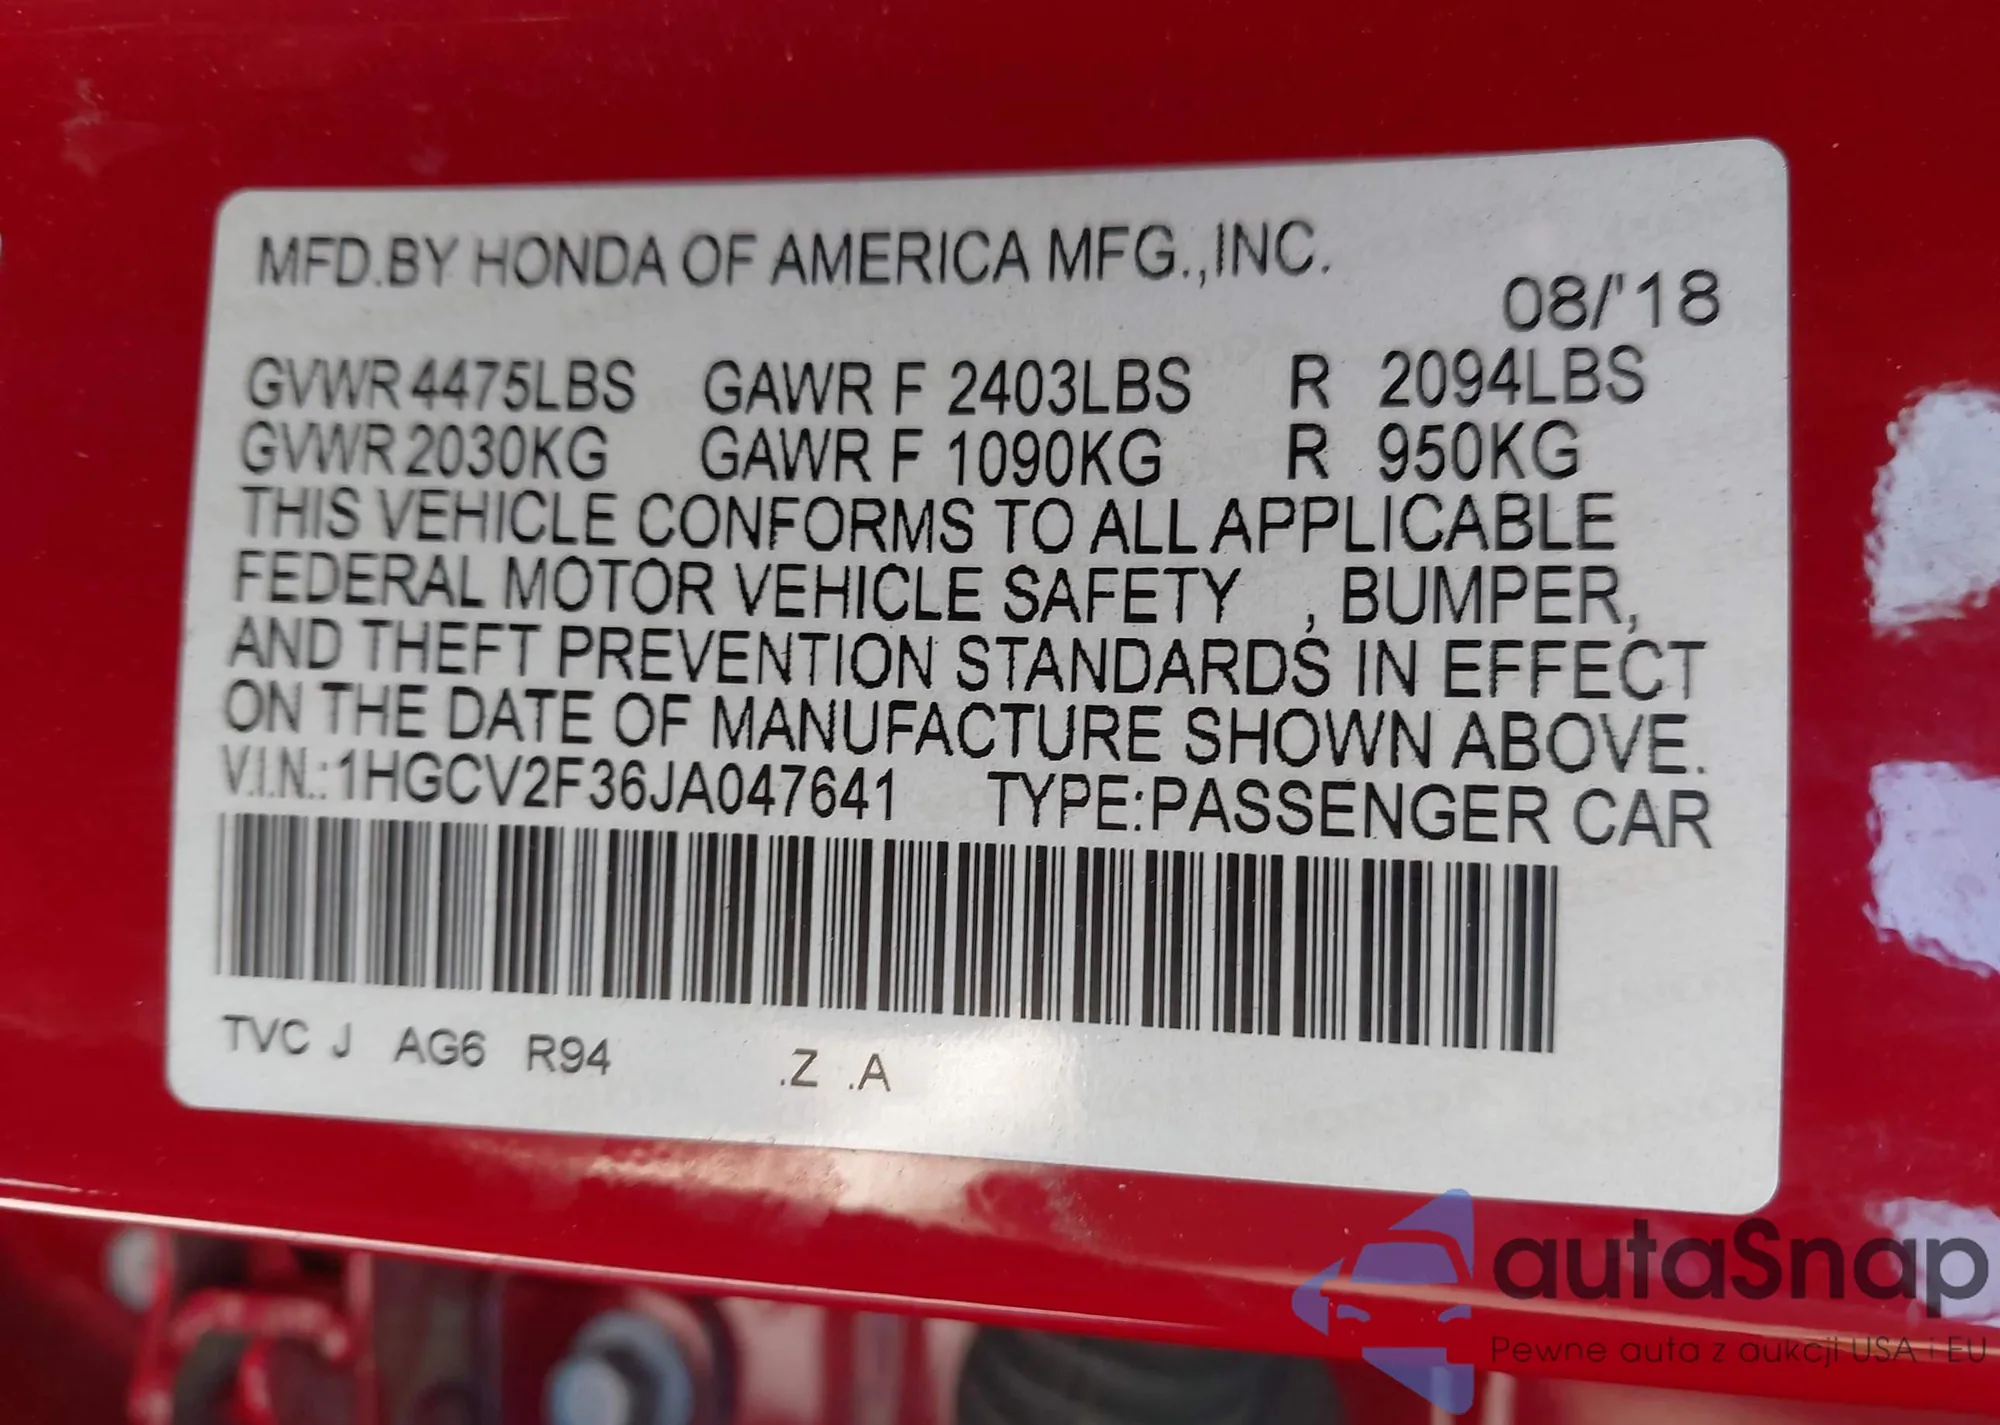 MFD.BY HONDA OF AMERICA MFG.,INC.
08/'18
GVWR 4475LBS GAWR F 2403LBS R 2094LBS
GVWR 2030KG GAWR F 1090KG R 950KG
THIS VEHICLE CONFORMS TO ALL APPLICABLE
FEDERAL MOTOR VEHICLE SAFETY , BUMPER,
AND THEFT PREVENTION STANDARDS IN EFFECT
ON THE DATE OF MANUFACTURE SHOWN ABOVE.
V.I.N.:1HGCV2F36JA047641 TYPE:PASSENGER CAR
TVC J AG6 R94 .Z .A
autaSnap
Pewne auta z aukcji USA i EU